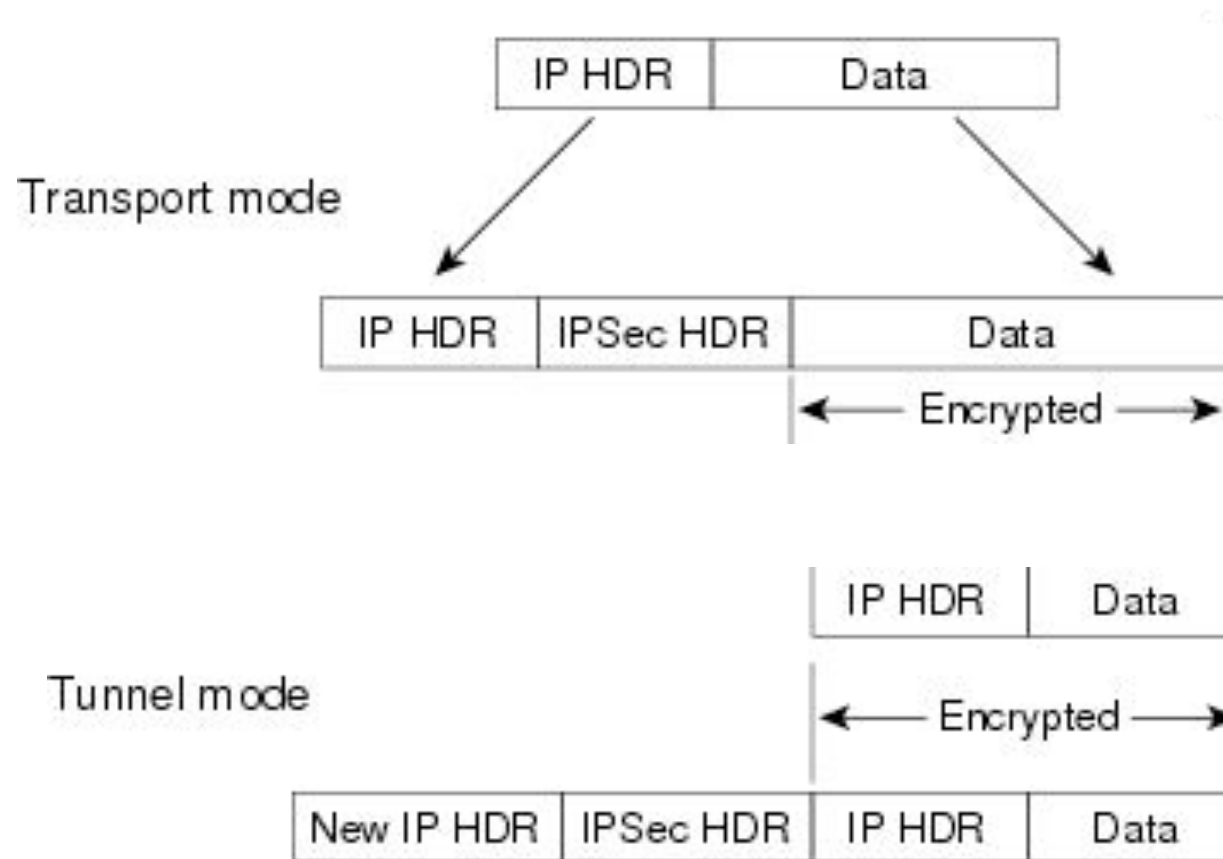 IP HDR Data
Transport mode
IP HDR IPSec HDR Data
Encrypted
IP HDR Data
Tunnel mode
Encrypted
New IP HDR IPSec HDR IP HDR Data